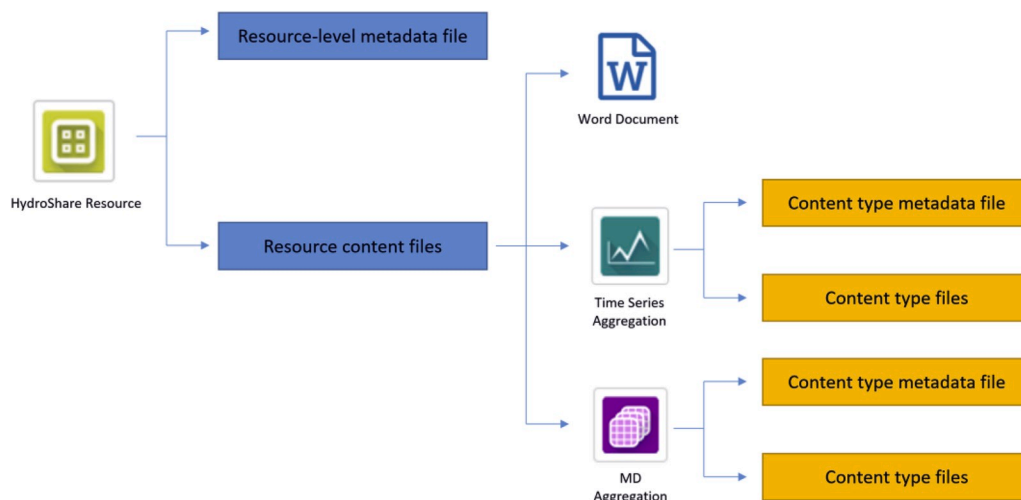 Resource-level metadata file
W
Word Document
HydroShare Resource
Content type metadata file
Resource content files
Time Series
Aggregation
Content type files
Content type metadata file
MD
Aggregation
Content type files